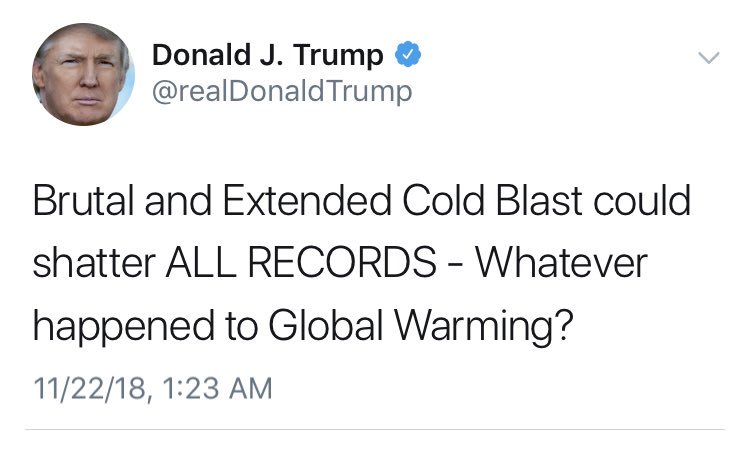 Donald J. Trump
@realDonaldTrump
Brutal and Extended Cold Blast could
shatter ALL RECORDS - Whatever
happened to Global Warming?
11/22/18, 1:23 AM